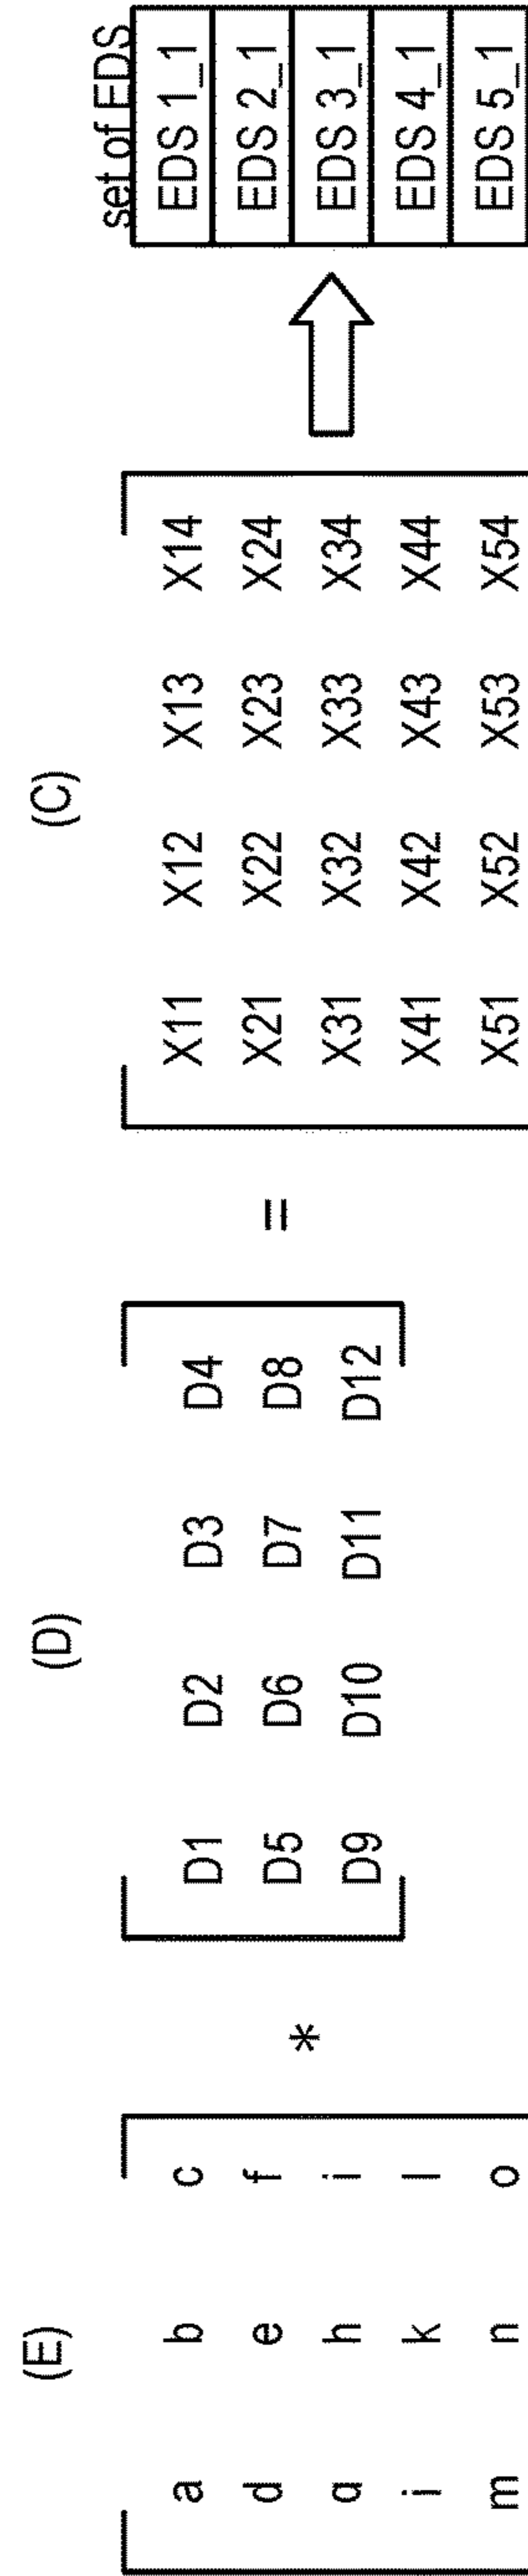 (E) (D) (C) set of EDS
a b c D1 D2 D3 D4 X11 X12 X13 X14 EDS 1_1
d e f * D5 D6 D7 D8 = X21 X22 X23 X24 EDS 2_1
g h i D9 D10 D11 D12 X31 X32 X33 X34 EDS 3_1
j k l X41 X42 X43 X44 EDS 4_1
m n o X51 X52 X53 X54 EDS 5_1